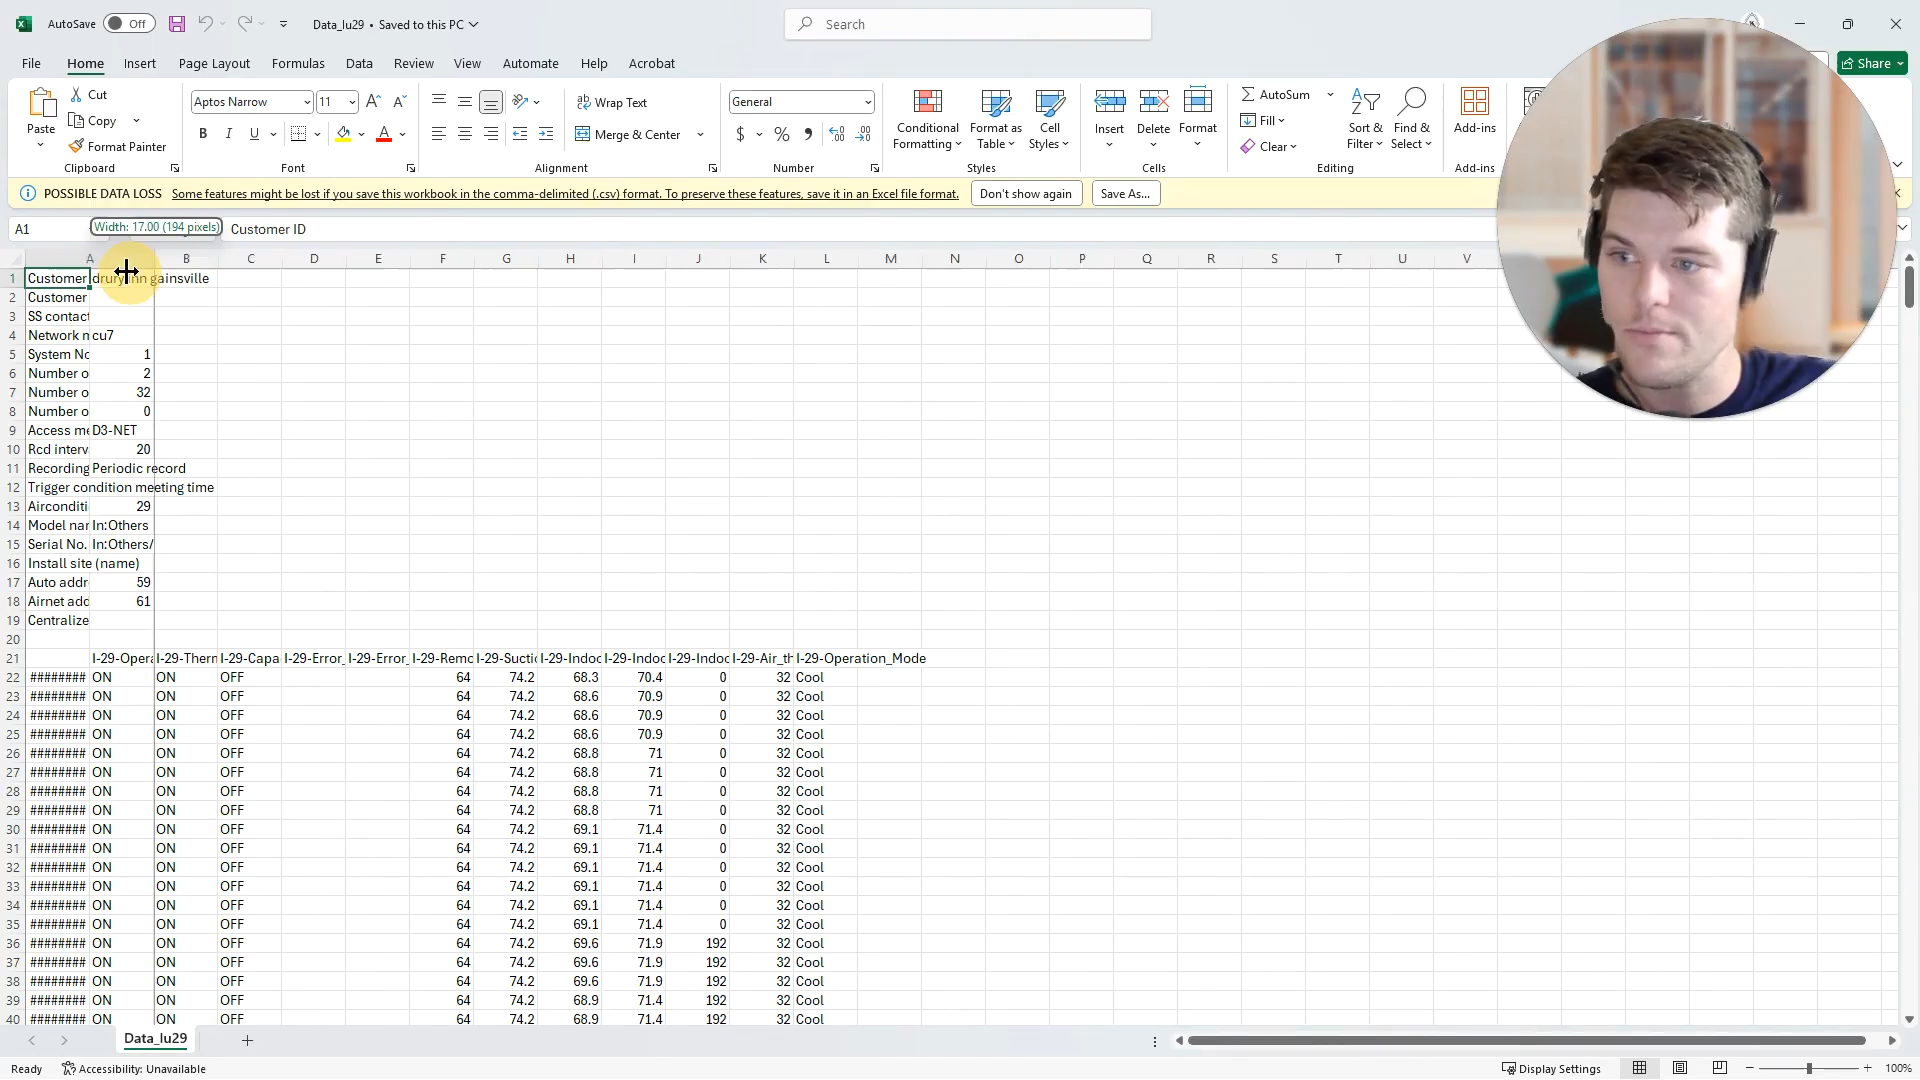 AutoSave Off Data_Iu29 • Saved to this PC Search
File Home Insert Page Layout Formulas Data Review View Automate Help Acrobat Share
Paste Cut Copy Format Painter Clipboard
Aptos Narrow 11 B I U A Font
Wrap Text Merge & Center Alignment
General $ % 9 Number
Conditional Formatting Format as Table Cell Styles Styles
Insert Delete Format Cells
AutoSum Fill Clear Sort & Filter Find & Select Editing
Add-ins Add-ins
POSSIBLE DATA LOSS Some features might be lost if you save this workbook in the comma-delimited (.csv) format. To preserve these features, save it in an Excel file format. Don't show again Save As...
A1 Width: 17.00 (194 pixels) Customer ID
A B C D E F G H I J K L M N O P Q R S T U V
1 Customer drury inn gainsville
2 Customer
3 SS contact
4 Network n cu7
5 System No 1
6 Number o 2
7 Number o 32
8 Number o 0
9 Access me D3-NET
10 Rcd interv 20
11 Recording Periodic record
12 Trigger condition meeting time
13 Airconditi 29
14 Model nar In:Others
15 Serial No. In:Others/
16 Install site (name)
17 Auto addr 59
18 Airnet add 61
19 Centralize
20
21 I-29-Opera I-29-Therm I-29-Capa I-29-Error_ I-29-Error_ I-29-Remo I-29-Sucti I-29-Indoo I-29-Indoo I-29-Indoo I-29-Air_th I-29-Operation_Mode
22 ######## ON ON OFF 64 74.2 68.3 70.4 0 32 Cool
23 ######## ON ON OFF 64 74.2 68.6 70.9 0 32 Cool
24 ######## ON ON OFF 64 74.2 68.6 70.9 0 32 Cool
25 ######## ON ON OFF 64 74.2 68.6 70.9 0 32 Cool
26 ######## ON ON OFF 64 74.2 68.8 71 0 32 Cool
27 ######## ON ON OFF 64 74.2 68.8 71 0 32 Cool
28 ######## ON ON OFF 64 74.2 68.8 71 0 32 Cool
29 ######## ON ON OFF 64 74.2 68.8 71 0 32 Cool
30 ######## ON ON OFF 64 74.2 69.1 71.4 0 32 Cool
31 ######## ON ON OFF 64 74.2 69.1 71.4 0 32 Cool
32 ######## ON ON OFF 64 74.2 69.1 71.4 0 32 Cool
33 ######## ON ON OFF 64 74.2 69.1 71.4 0 32 Cool
34 ######## ON ON OFF 64 74.2 69.1 71.4 0 32 Cool
35 ######## ON ON OFF 64 74.2 69.1 71.4 0 32 Cool
36 ######## ON ON OFF 64 74.2 69.6 71.9 192 32 Cool
37 ######## ON ON OFF 64 74.2 69.6 71.9 192 32 Cool
38 ######## ON ON OFF 64 74.2 69.6 71.9 192 32 Cool
39 ######## ON ON OFF 64 74.2 68.9 71.4 192 32 Cool
40 ######## ON ON OFF 64 74.2 68.9 71.4 192 32 Cool
Data_Iu29
Ready Accessibility: Unavailable Display Settings 100%